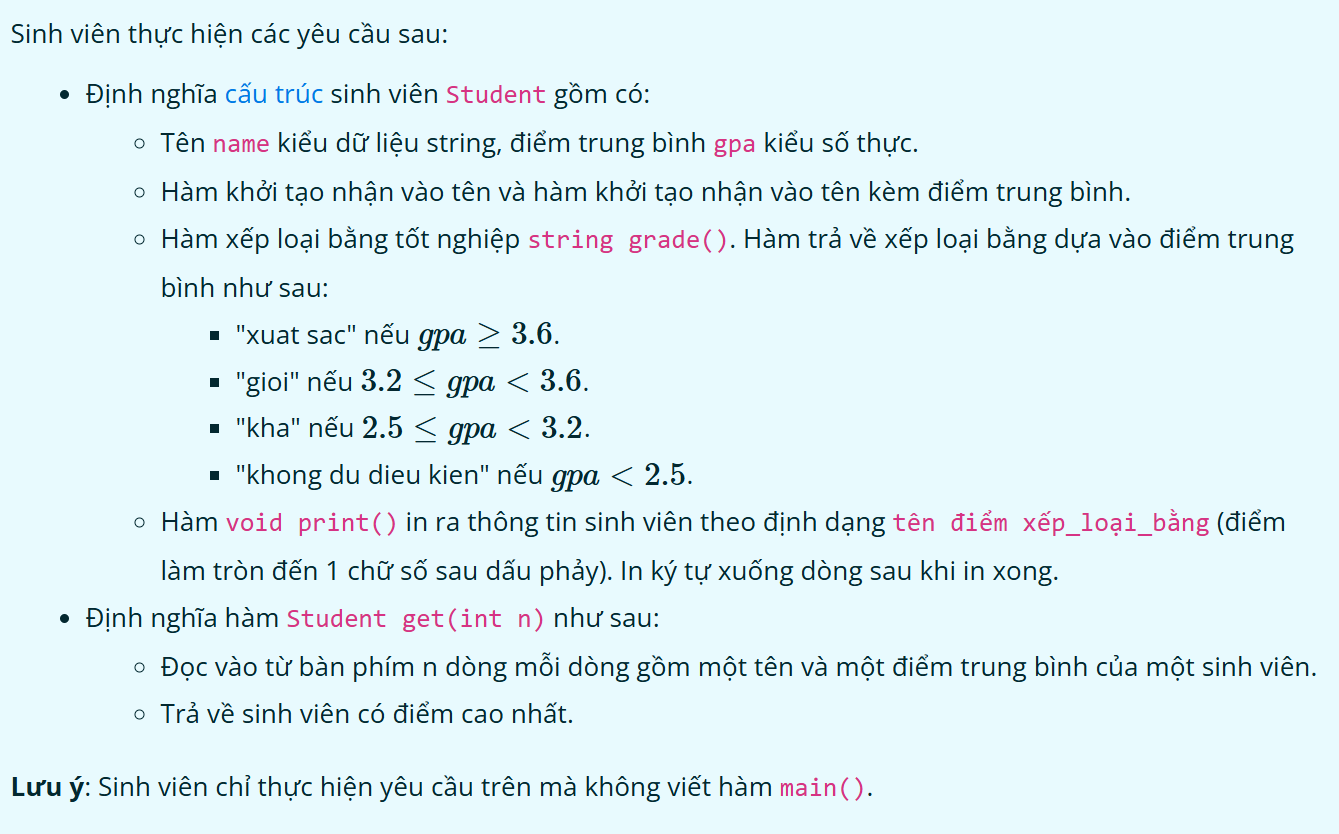 Sinh viên thực hiện các yêu cầu sau:
Định nghĩa cấu trúc sinh viên Student gồm có:
Tên name kiểu dữ liệu string, điểm trung bình gpa kiểu số thực.
Hàm khởi tạo nhận vào tên và hàm khởi tạo nhận vào tên kèm điểm trung bình.
Hàm xếp loại bằng tốt nghiệp string grade(). Hàm trả về xếp loại bằng dựa vào điểm trung
bình như sau:
"xuat sac" nếu gpa ≥ 3.6.
"gioi" nếu 3.2 ≤ gpa < 3.6.
"kha" nếu 2.5 ≤ gpa < 3.2.
"khong du dieu kien" nếu gpa < 2.5.
Hàm void print() in ra thông tin sinh viên theo định dạng tên điểm xếp_loại_bằng (điểm
làm tròn đến 1 chữ số sau dấu phảy). In ký tự xuống dòng sau khi in xong.
Định nghĩa hàm Student get(int n) như sau:
Đọc vào từ bàn phím n dòng mỗi dòng gồm một tên và một điểm trung bình của một sinh viên.
Trả về sinh viên có điểm cao nhất.
Lưu ý: Sinh viên chỉ thực hiện yêu cầu trên mà không viết hàm main().